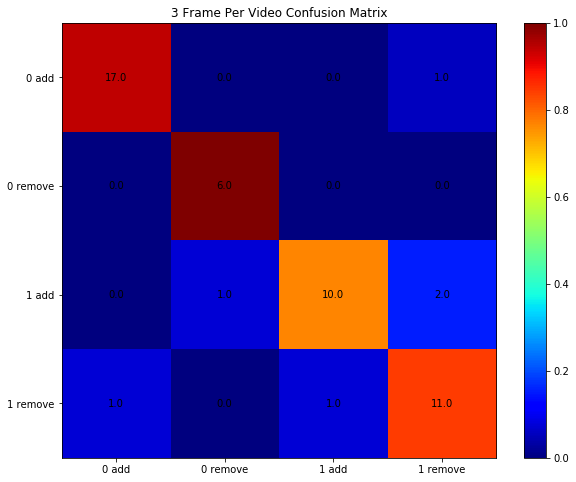 3 Frame Per Video Confusion Matrix
0 add 17.0 0.0 0.0 1.0
0 remove 0.0 6.0 0.0 0.0
1 add 0.0 1.0 10.0 2.0
1 remove 1.0 0.0 1.0 11.0
0 add 0 remove 1 add 1 remove
1.0
0.8
0.6
0.4
0.2
0.0